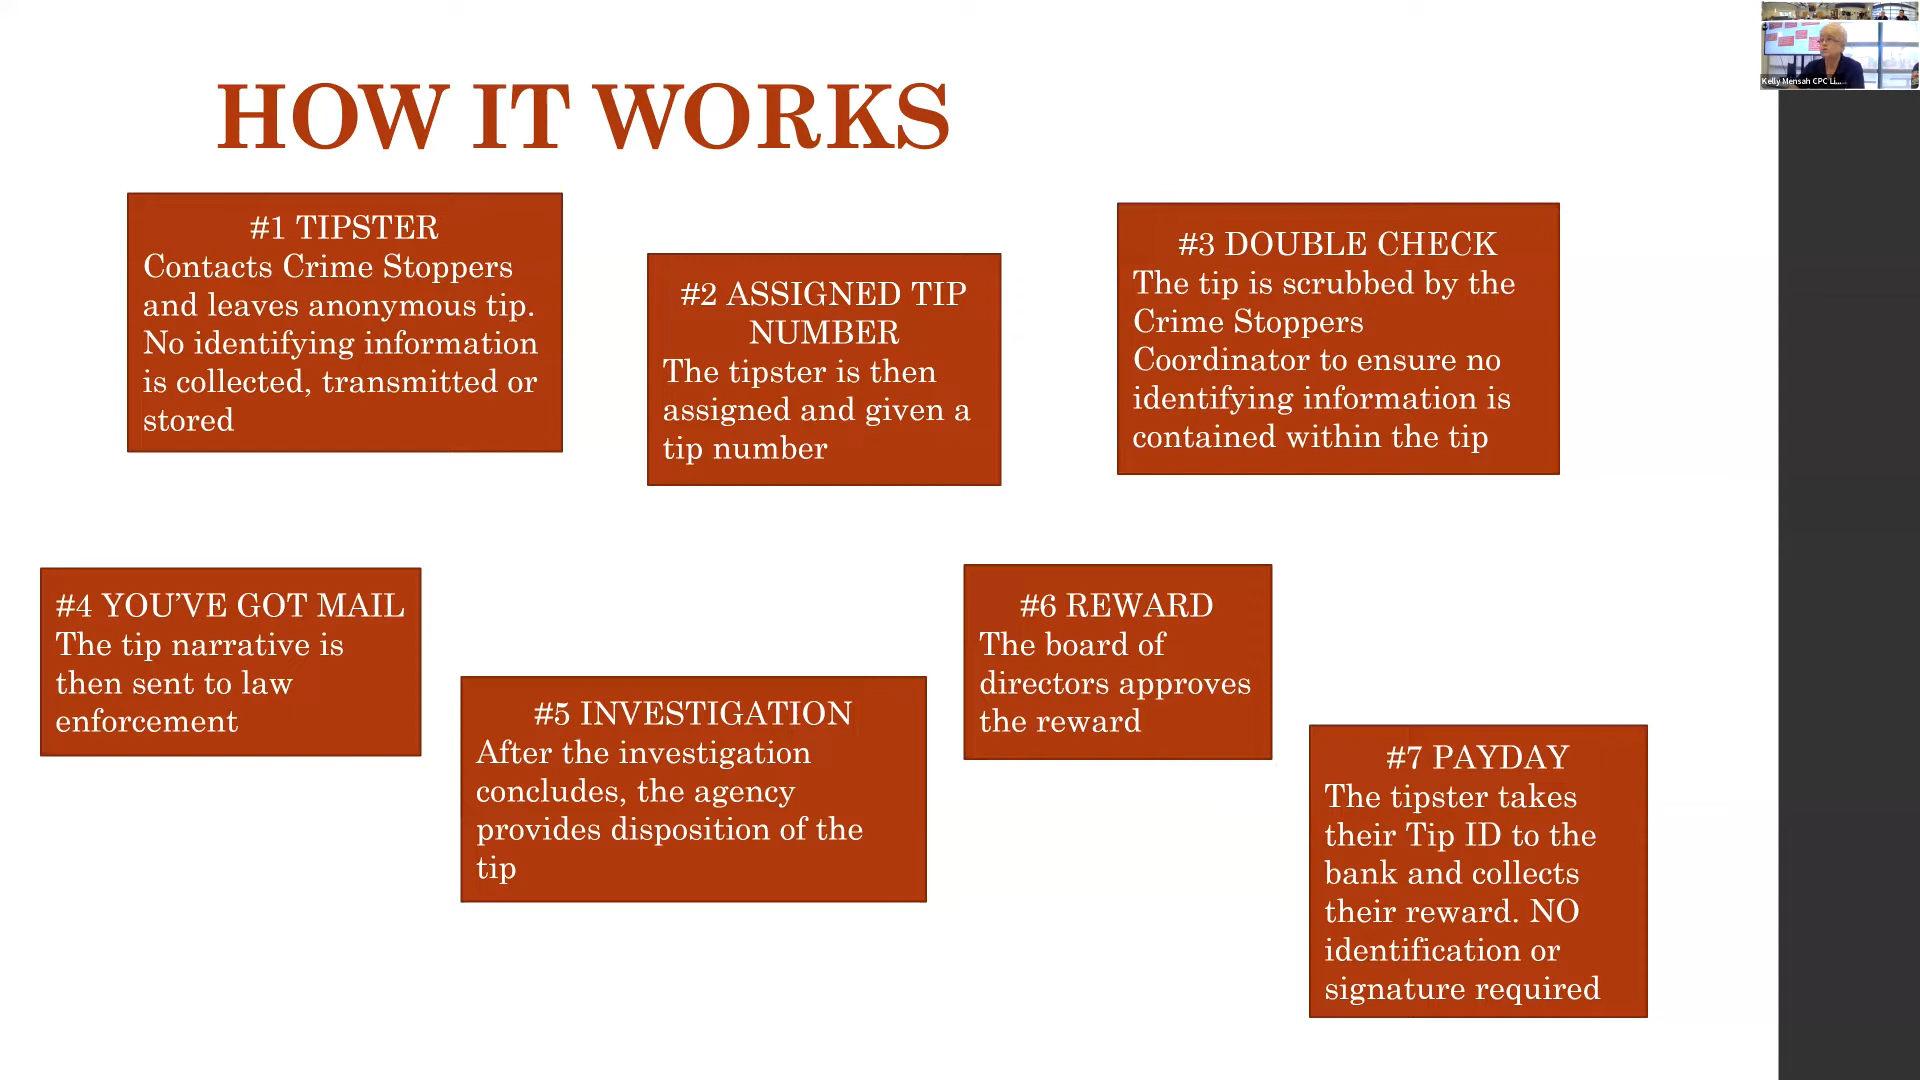 HOW IT WORKS
#1 TIPSTER
Contacts Crime Stoppers
and leaves anonymous tip.
No identifying information
is collected, transmitted or
stored
#2 ASSIGNED TIP
NUMBER
The tipster is then
assigned and given a
tip number
#3 DOUBLE CHECK
The tip is scrubbed by the
Crime Stoppers
Coordinator to ensure no
identifying information is
contained within the tip
#4 YOU’VE GOT MAIL
The tip narrative is
then sent to law
enforcement
#5 INVESTIGATION
After the investigation
concludes, the agency
provides disposition of the
tip
#6 REWARD
The board of
directors approves
the reward
#7 PAYDAY
The tipster takes
their Tip ID to the
bank and collects
their reward. NO
identification or
signature required
Kelly Mensah CPC Li...